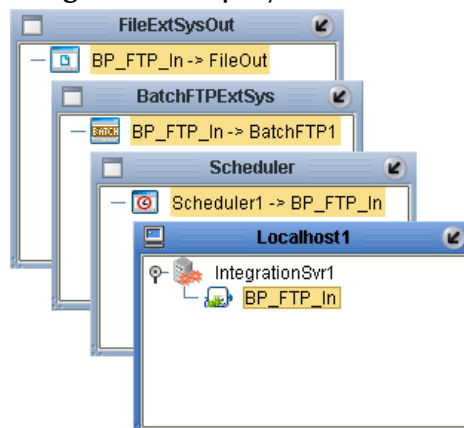 FileExtSysOut
BP_FTP_In -> FileOut
BatchFTPExtSys
BATCH BP_FTP_In -> BatchFTP1
Scheduler
Scheduler1 -> BP_FTP_In
Localhost1
IntegrationSvr1
BP_FTP_In